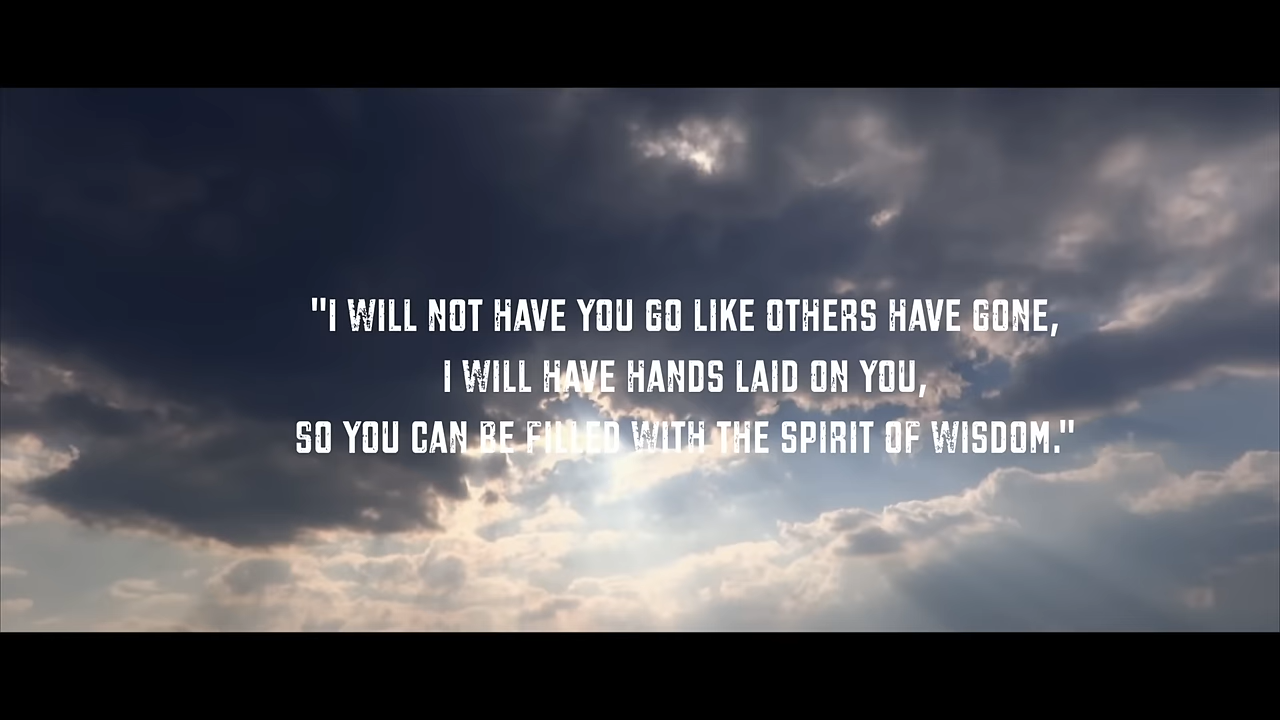 "I WILL NOT HAVE YOU GO LIKE OTHERS HAVE GONE,
I WILL HAVE HANDS LAID ON YOU,
SO YOU CAN BE FILLED WITH THE SPIRIT OF WISDOM."